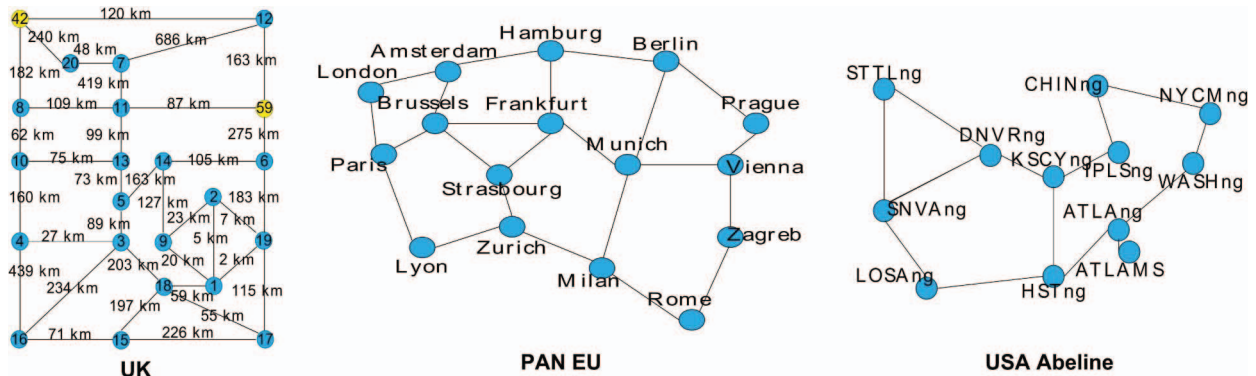 42
120 km
12
240 km
48 km
686 km
20
7
182 km
419 km
163 km
8
109 km
11
87 km
59
62 km
99 km
275 km
10
75 km
13
14
105 km
6
73 km
163 km
160 km
5
127 km
2
183 km
89 km
23 km
7 km
4
27 km
3
9
5 km
19
439 km
203 km
20 km
2 km
234 km
18
1
59 km
115 km
197 km
55 km
16
71 km
15
226 km
17
UK
Hamburg
Amsterdam
Berlin
London
Brussels
Frankfurt
Prague
Munich
Paris
Strasbourg
Vienna
Lyon
Zurich
Zagreb
Milan
Rome
PAN EU
STTLng
CHINng
NYCMng
DNVRng
KSCYng
IPLSng
WASHng
SNVAng
ATLAng
LOSAng
HSTng
ATLAMS
USA Abeline